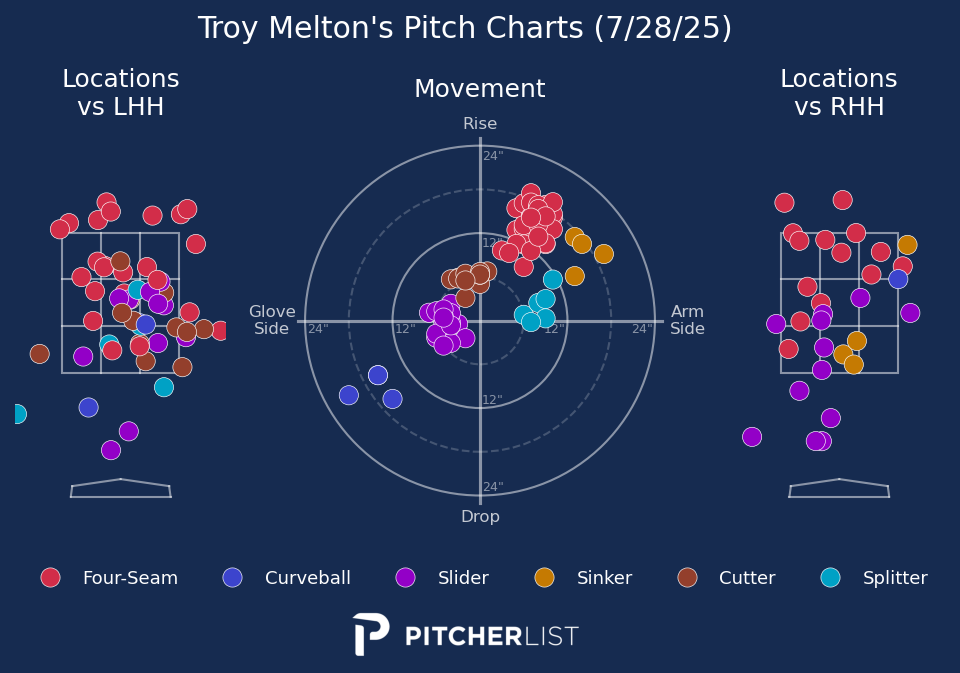 Troy Melton's Pitch Charts (7/28/25)
Locations
vs LHH
Movement
Locations
vs RHH
Rise
24"
12"
Glove
Side
24"
12"
12"
24"
Arm
Side
12"
24"
Drop
Four-Seam
Curveball
Slider
Sinker
Cutter
Splitter
PITCHERLIST